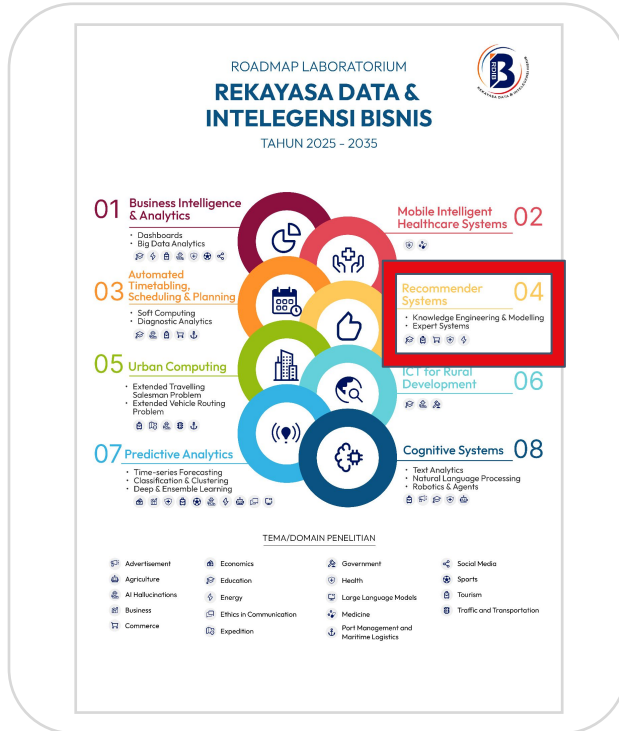 ROADMAP LABORATORIUM
REKAYASA DATA &
INTELEGENSI BISNIS
TAHUN 2025 - 2035
RDIB
REKAYASA DATA & INTELEGENSI BISNIS
01 Business Intelligence
& Analytics
• Dashboards
• Big Data Analytics
Mobile Intelligent
Healthcare Systems 02
03 Automated
Timetabling,
Scheduling & Planning
• Soft Computing
• Diagnostic Analytics
Recommender
Systems 04
• Knowledge Engineering & Modelling
• Expert Systems
05 Urban Computing
• Extended Travelling
Salesman Problem
• Extended Vehicle Routing
Problem
ICT for Rural
Development 06
07 Predictive Analytics
• Time-series Forecasting
• Classification & Clustering
• Deep & Ensemble Learning
Cognitive Systems 08
• Text Analytics
• Natural Language Processing
• Robotics & Agents
TEMA/DOMAIN PENELITIAN
Advertisement
Agriculture
AI Hallucinations
Business
Commerce
Economics
Education
Energy
Ethics in Communication
Expedition
Government
Health
Large Language Models
Medicine
Port Management and
Maritime Logistics
Social Media
Sports
Tourism
Traffic and Transportation